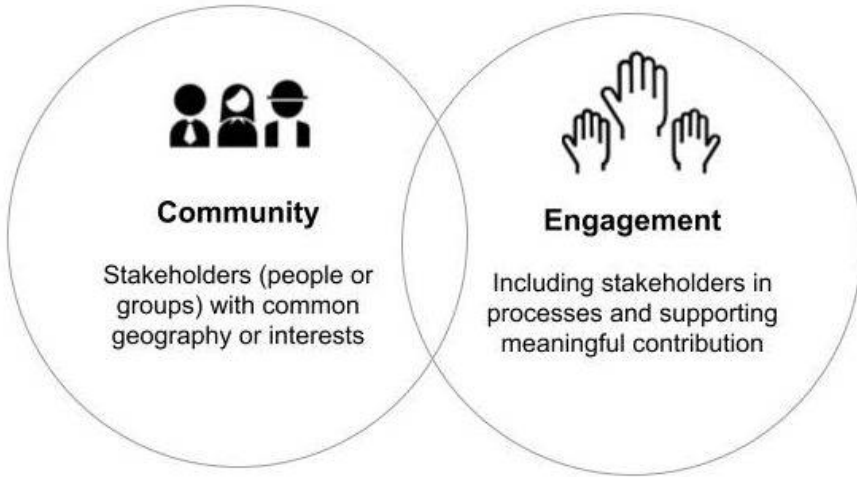 Community
Stakeholders (people or
groups) with common
geography or interests
Engagement
Including stakeholders in
processes and supporting
meaningful contribution